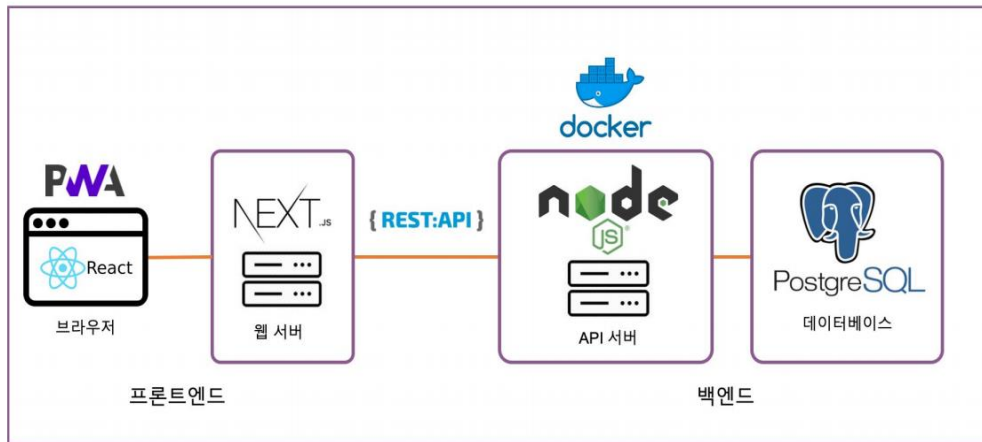 docker
PWA
React
브라우저
NEXT.JS
웹 서버
{ REST:API }
node
JS
API 서버
PostgreSQL
데이터베이스
프론트엔드
백엔드